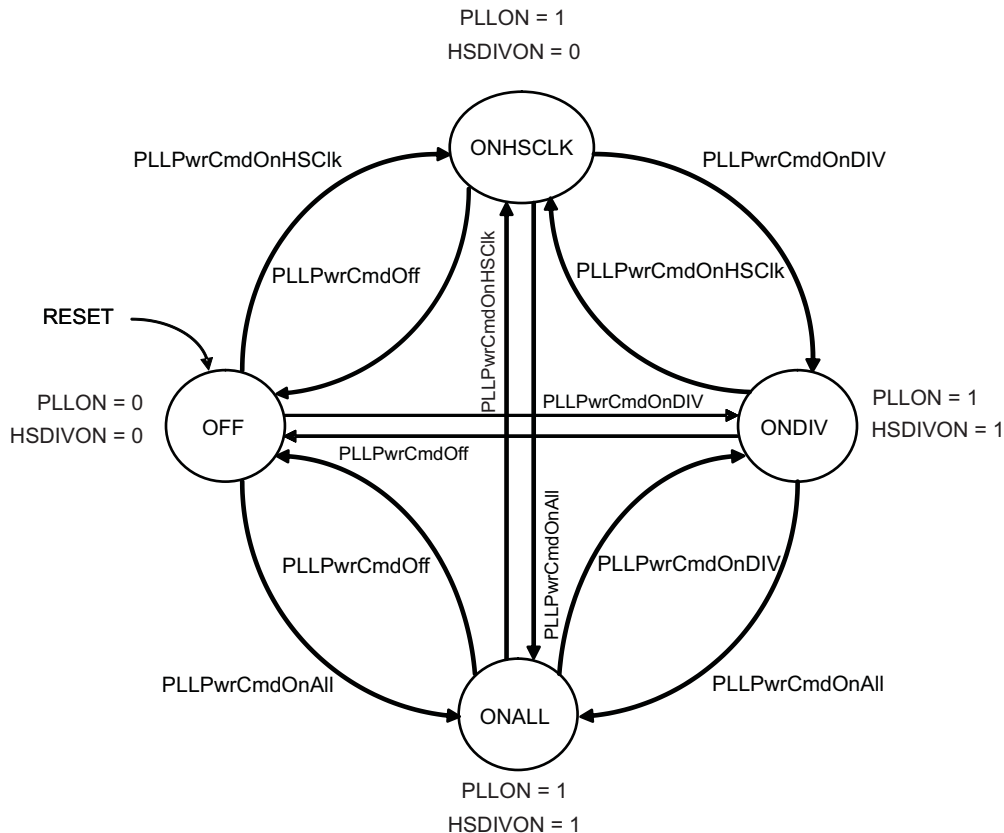 PLLON = 1
HSDIVON = 0
ONHSCLK
PLLPwrCmdOnHSClk
PLLPwrCmdOnDIV
PLLPwrCmdOff
PLLPwrCmdOnHSClk
PLLPwrCmdOnHSClk
RESET
PLLON = 0
HSDIVON = 0
OFF
PLLPwrCmdOnDIV
ONDIV
PLLON = 1
HSDIVON = 1
PLLPwrCmdOff
PLLPwrCmdOnAll
PLLPwrCmdOff
PLLPwrCmdOnDIV
PLLPwrCmdOnAll
PLLPwrCmdOnAll
ONALL
PLLON = 1
HSDIVON = 1